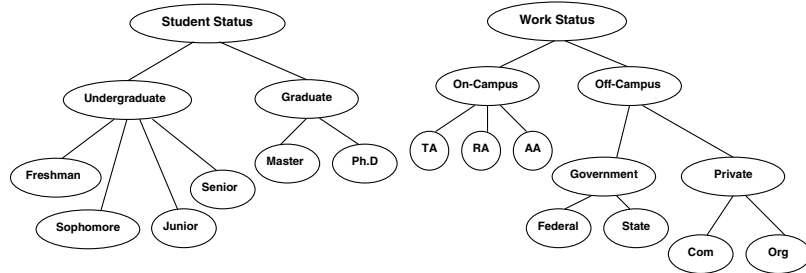 Student Status
Work Status
Undergraduate
Graduate
On-Campus
Off-Campus
Freshman
Sophomore
Junior
Senior
Master
Ph.D
TA
RA
AA
Government
Private
Federal
State
Com
Org